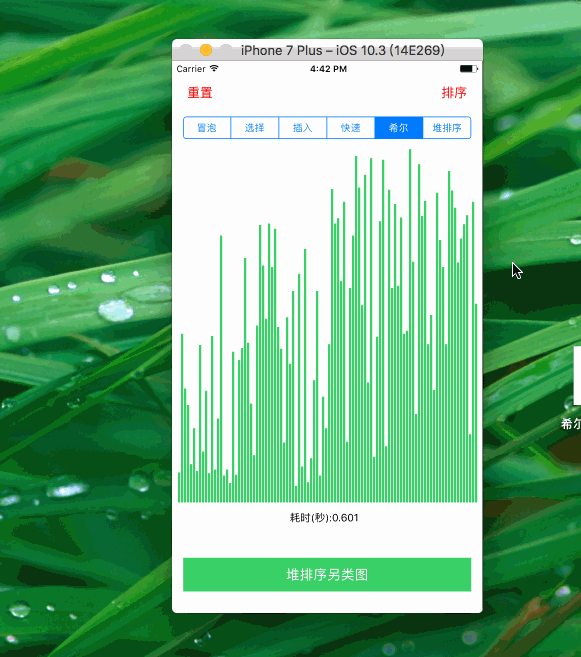 iPhone 7 Plus – iOS 10.3 (14E269)
Carrier 4:42 PM
重置 排序
冒泡 选择 插入 快速 希尔 堆排序
耗时(秒):0.601
堆排序另类图
希尔